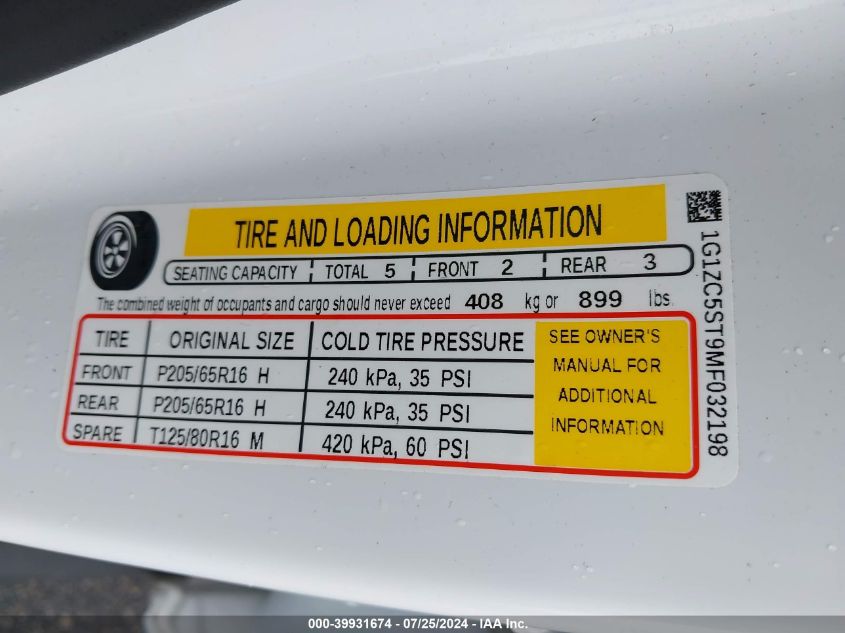 TIRE AND LOADING INFORMATION
SEATING CAPACITY TOTAL 5 FRONT 2 REAR 3
The combined weight of occupants and cargo should never exceed 408 kg or 899 lbs.
TIRE ORIGINAL SIZE COLD TIRE PRESSURE
FRONT P205/65R16 H 240 kPa, 35 PSI
REAR P205/65R16 H 240 kPa, 35 PSI
SPARE T125/80R16 M 420 kPa, 60 PSI
SEE OWNER'S
MANUAL FOR
ADDITIONAL
INFORMATION
1G1ZC5ST9MF032198
000-39931674 - 07/25/2024 - IAA Inc.